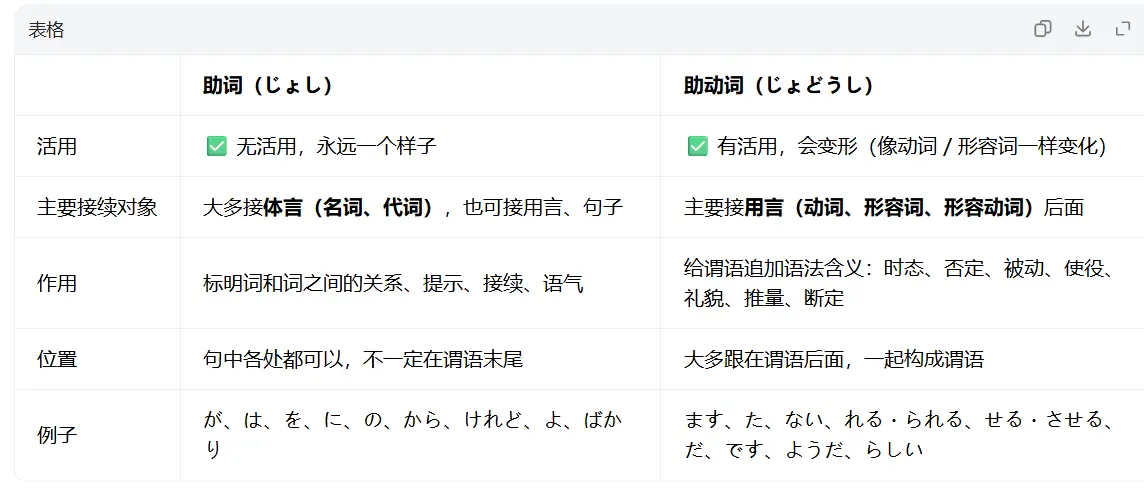 表格
助词（じょし）
助动词（じょどうし）
活用
✅ 无活用，永远一个样子
✅ 有活用，会变形（像动词 / 形容词一样变化）
主要接续对象
大多接体言（名词、代词），也可接用言、句子
主要接用言（动词、形容词、形容动词）后面
作用
标明词和词之间的关系、提示、接续、语气
给谓语追加语法含义：时态、否定、被动、使役、
礼貌、推量、断定
位置
句中各处都可以，不一定在谓语末尾
大多跟在谓语后面，一起构成谓语
例子
が、は、を、に、の、から、けれど、よ、ばか
り
ます、た、ない、れる・られる、せる・させる、
だ、です、ようだ、らしい